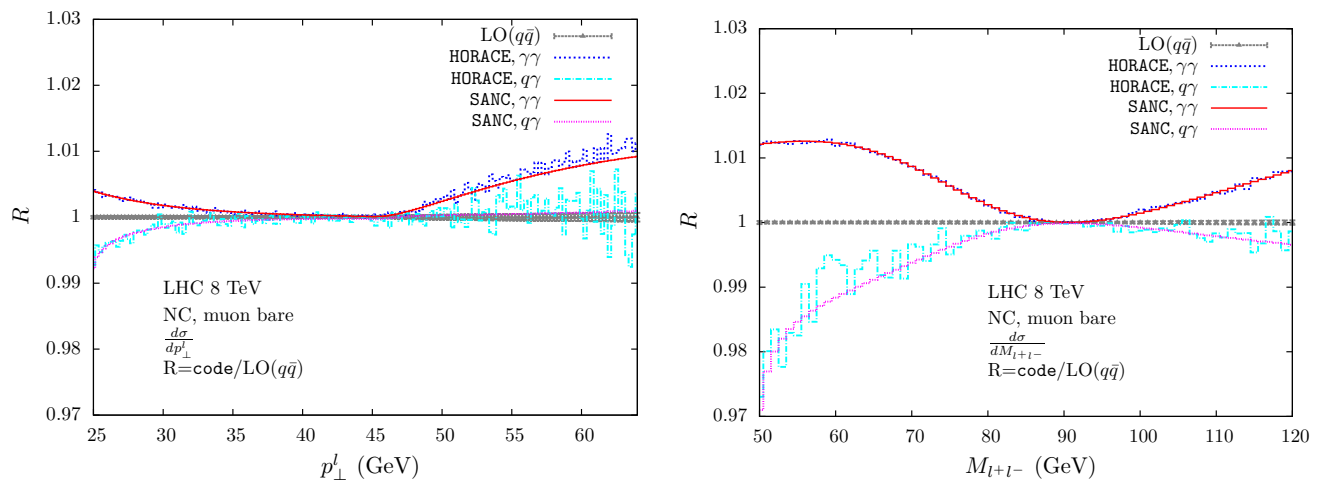 1.03
1.02
1.01
1
0.99
0.98
0.97
R
LO(qq̄)
HORACE, γγ
HORACE, qγ
SANC, γγ
SANC, qγ
LHC 8 TeV
NC, muon bare
dσ/dp^l_⊥
R=code/LO(qq̄)
25 30 35 40 45 50 55 60
p^l_⊥ (GeV)
1.03
1.02
1.01
1
0.99
0.98
0.97
R
LO(qq̄)
HORACE, γγ
HORACE, qγ
SANC, γγ
SANC, qγ
LHC 8 TeV
NC, muon bare
dσ/dM_{l+l−}
R=code/LO(qq̄)
50 60 70 80 90 100 110 120
M_{l+l−} (GeV)